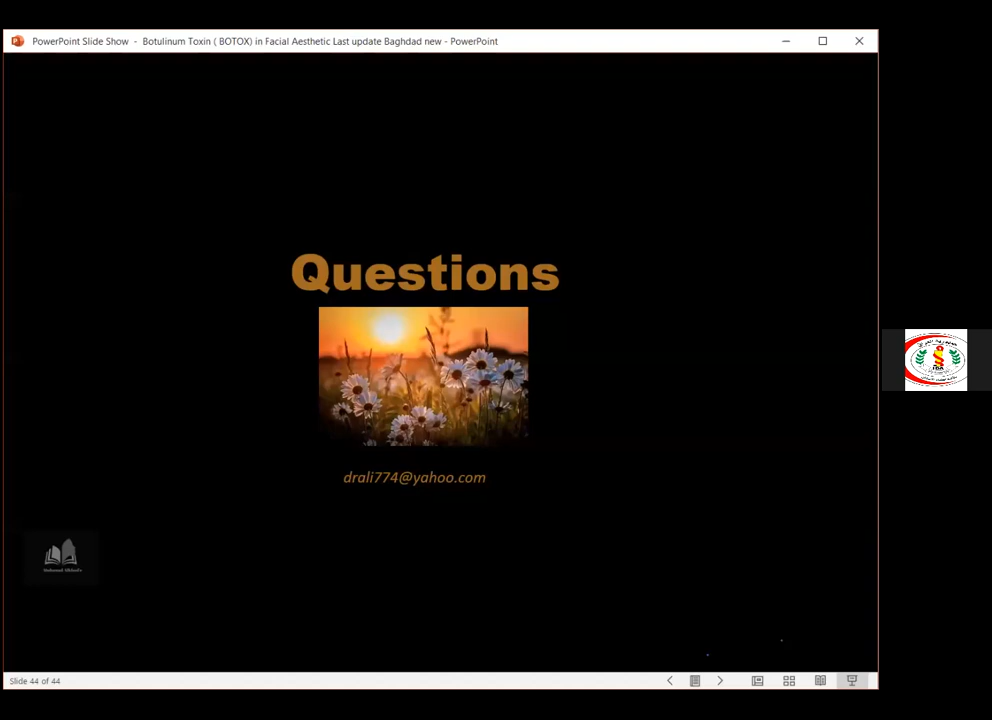 PowerPoint Slide Show - Botulinum Toxin ( BOTOX) in Facial Aesthetic Last update Baghdad new - PowerPoint
Questions
drali774@yahoo.com
Slide 44 of 44